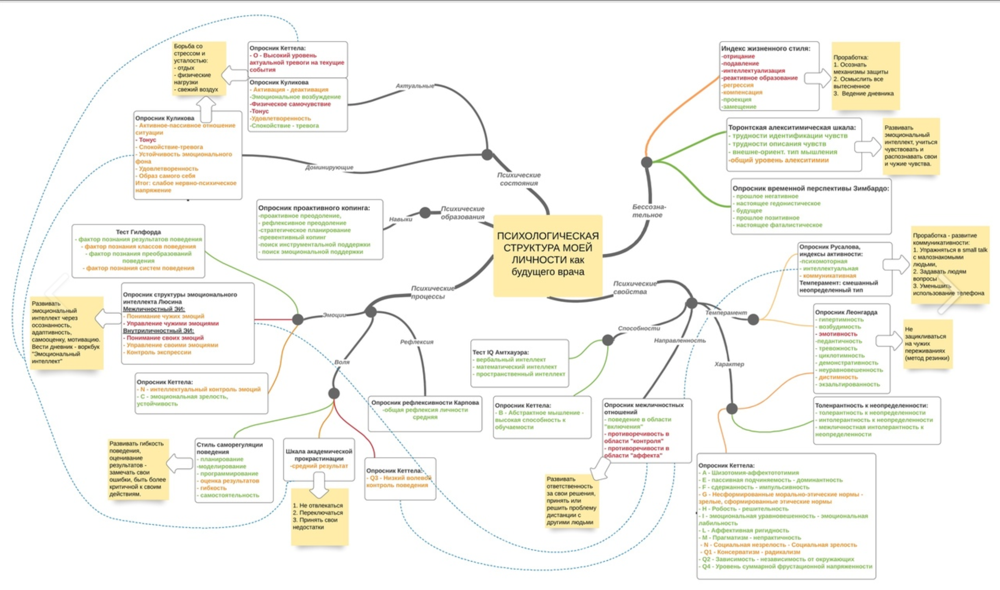 ПСИХОЛОГИЧЕСКАЯ
СТРУКТУРА МОЕЙ
ЛИЧНОСТИ как
будущего врача
Психические
состояния
Актуальные
Доминирующие
Борьба со
стрессом и
усталостью:
- отдых
- физические
нагрузки
- свежий воздух
Опросник Кеттела:
- О - Высокий уровень
актуальной тревоги на текущие
события
Опросник Куликова
- Активация - деактивация
-Эмоциональное возбуждение
-Физическое самочувствие
-Тонус
-Удовлетворенность
-Спокойствие - тревога
Опросник Куликова
- Активное-пассивное отношение
ситуации
- Тонус
- Спокойствие-тревога
- Устойчивость эмоционального
фона
- Удовлетворенность
- Образ самого себя
Итог: слабое нервно-психическое
напряжение
Психические
образования
Навыки
Опросник проактивного копинга:
-проактивное преодоление,
- рефлексивное преодоление
-стратегическое планирование
-превентивный копинг
-поиск инструментальной поддержки
- поиск эмоциональной поддержки
Психические
процессы
Эмоции
Воля
Рефлексия
Тест Гилфорда
- фактор познания результатов поведения
- фактор познания классов поведения
- фактор познания преобразований
поведения
- фактор познания систем поведения
Опросник структуры эмоционального
интеллекта Люсина
Межличностный ЭИ:
- Понимание чужих эмоций
- Управление чужими эмоциями
Внутриличностный ЭИ:
- Понимание своих эмоций
- Управление своими эмоциями
- Контроль экспрессии
Развивать
эмоциональный
интеллект через
осознанность,
адаптивность,
самооценку, мотивацию.
Вести дневник - воркбук
"Эмоциональный
интеллект"
Опросник Кеттела:
- N - интеллектуальный контроль эмоций
- С - эмоциональная зрелость,
устойчивость
Опросник рефлексивности Карпова
-общая рефлексия личности
средняя
Развивать гибкость
поведения,
оценивание
результатов -
замечать свои
ошибки, быть более
критичной к своим
действиям.
Стиль саморегуляции
поведения
- планирование
-моделирование
- программирование
- оценка результатов
- гибкость
- самостоятельность
Шкала академической
прокрастинации
-средний результат
1. Не отвлекаться
2. Переключаться
3. Принять свои
недостатки
Опросник Кеттела:
- Q3 - Низкий волевой
контроль поведения
Бессозна-
тельное
Индекс жизненного стиля:
-отрицание
-подавление
-интеллектуализация
-реактивное образование
-регрессия
-компенсация
-проекция
-замещение
Проработка:
1. Осознать
механизмы защиты
2. Осмыслить все
вытесненное
3. Ведение дневника
Торонтская алекситимическая шкала:
- трудности идентификации чувств
- трудности описания чувств
- внешне-ориент. тип мышления
-общий уровень алекситимии
Развивать
эмоциональный
интеллект, учиться
чувствовать и
распознавать свои
и чужие чувства.
Опросник временной перспективы Зимбардо:
- прошлое негативное
- настоящее гедонистическое
- будущее
- прошлое позитивное
- настоящее фаталистическое
Психические
свойства
Темперамент
Способности
Направленность
Характер
Опросник Русалова,
индексы активности:
-психомоторная
- интеллектуальная
- коммуникативная
Темперамент: смешанный
неопределенный тип
Проработка - развитие
коммуникативности:
1. Упражняться в small talk
с малознакомыми
людьми,
2. Задавать людям
вопросы
3. Уменьшить
использование телефона
Опросник Леонгарда
- гипертимность
- возбудимость
- эмотивность
-педантичность
- тревожность
- циклотимность
- демонстративность
- неуравновешенность
- дистимность
- экзальтированность
Не
зацикливаться
на чужих
переживаниях
(метод резинки)
Тест IQ Амтхауэра:
- вербальный интеллект
- математический интеллект
- пространственный интеллект
Опросник Кеттела:
- В - Абстрактное мышление -
высокая способность к
обучаемости
Опросник межличностных
отношений
- поведение в области
"включения"
- противоречивость в
области "контроля"
- противоречивости в
области "аффекта"
Развивать
ответственность
за свои решения,
принять или
решить проблему
дистанции с
другими людьми
Толенрантность к неопределенности:
- толерантность к неопределенности
- интолерантность к неопределенности
- межличностная интолерантность к
неопределенности
Опросник Кеттела:
- А - Шизотомия-аффектототимия
- Е - пассивная подчиняемость - доминантность
- F - сдержанность - импульсивность
- G - Несформированные морально-этические нормы -
зрелые, сформированные этические нормы
- Н - Робость - решительность
- I - эмоциональная уравновешенность - эмоциональная
лабильность
- L - Аффективная ригидность
- М - Прагматизм - непрактичность
- N - Социальная незрелость - Социальная зрелость
- Q1 - Консерватизм - радикализм
- Q2 - Зависимость - независимость от окружающих
- Q4 - Уровень суммарной фрустационной напряженности